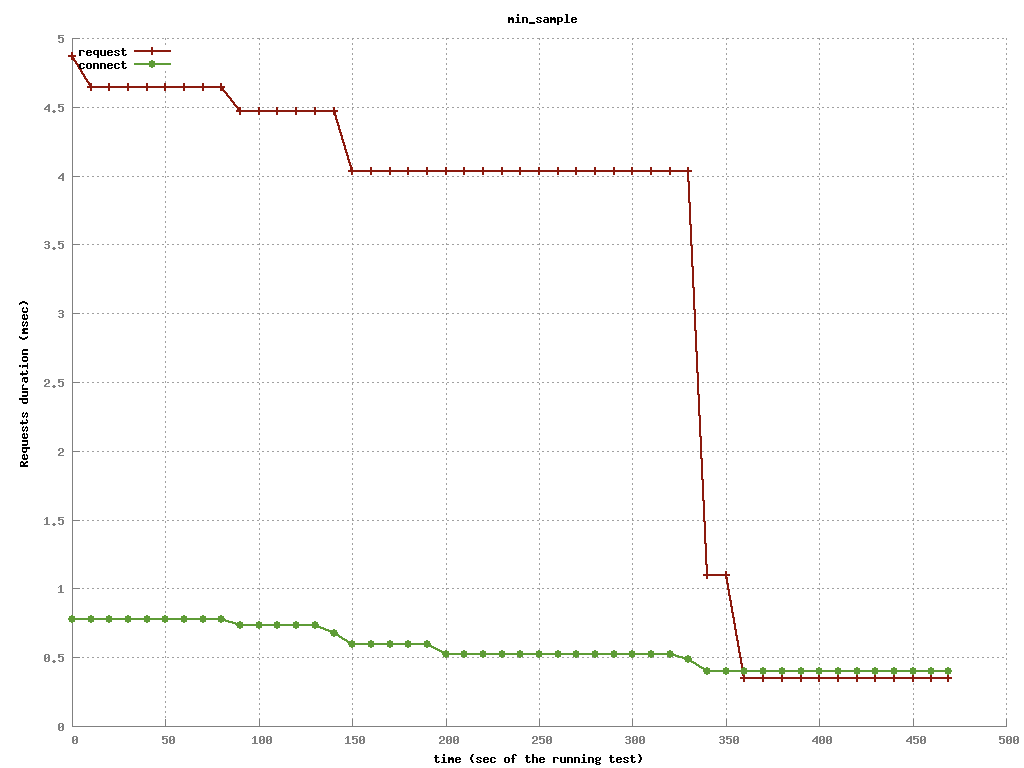 min_sample
request
connect
5
4.5
4
3.5
3
2.5
2
1.5
1
0.5
0
Requests duration (msec)
0 50 100 150 200 250 300 350 400 450 500
time (sec of the running test)